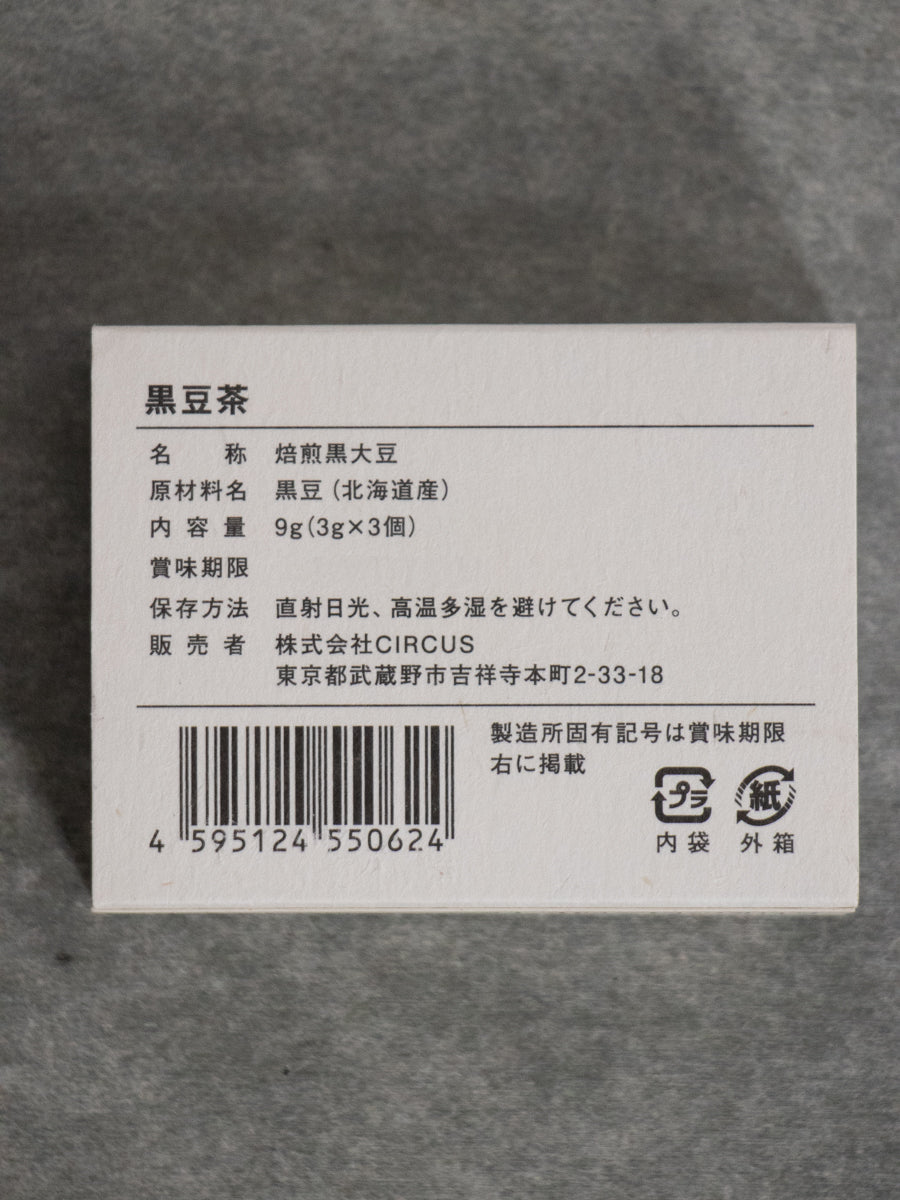 黒豆茶
名称 焙煎黒大豆
原材料名 黒豆(北海道産)
内容量 9g(3g×3個)
賞味期限
保存方法 直射日光、高温多湿を避けてください。
販売者 株式会社CIRCUS
東京都武蔵野市吉祥寺本町2-33-18
製造所固有記号は賞味期限
右に掲載
プラ 紙
内袋 外箱
4 595124 550624